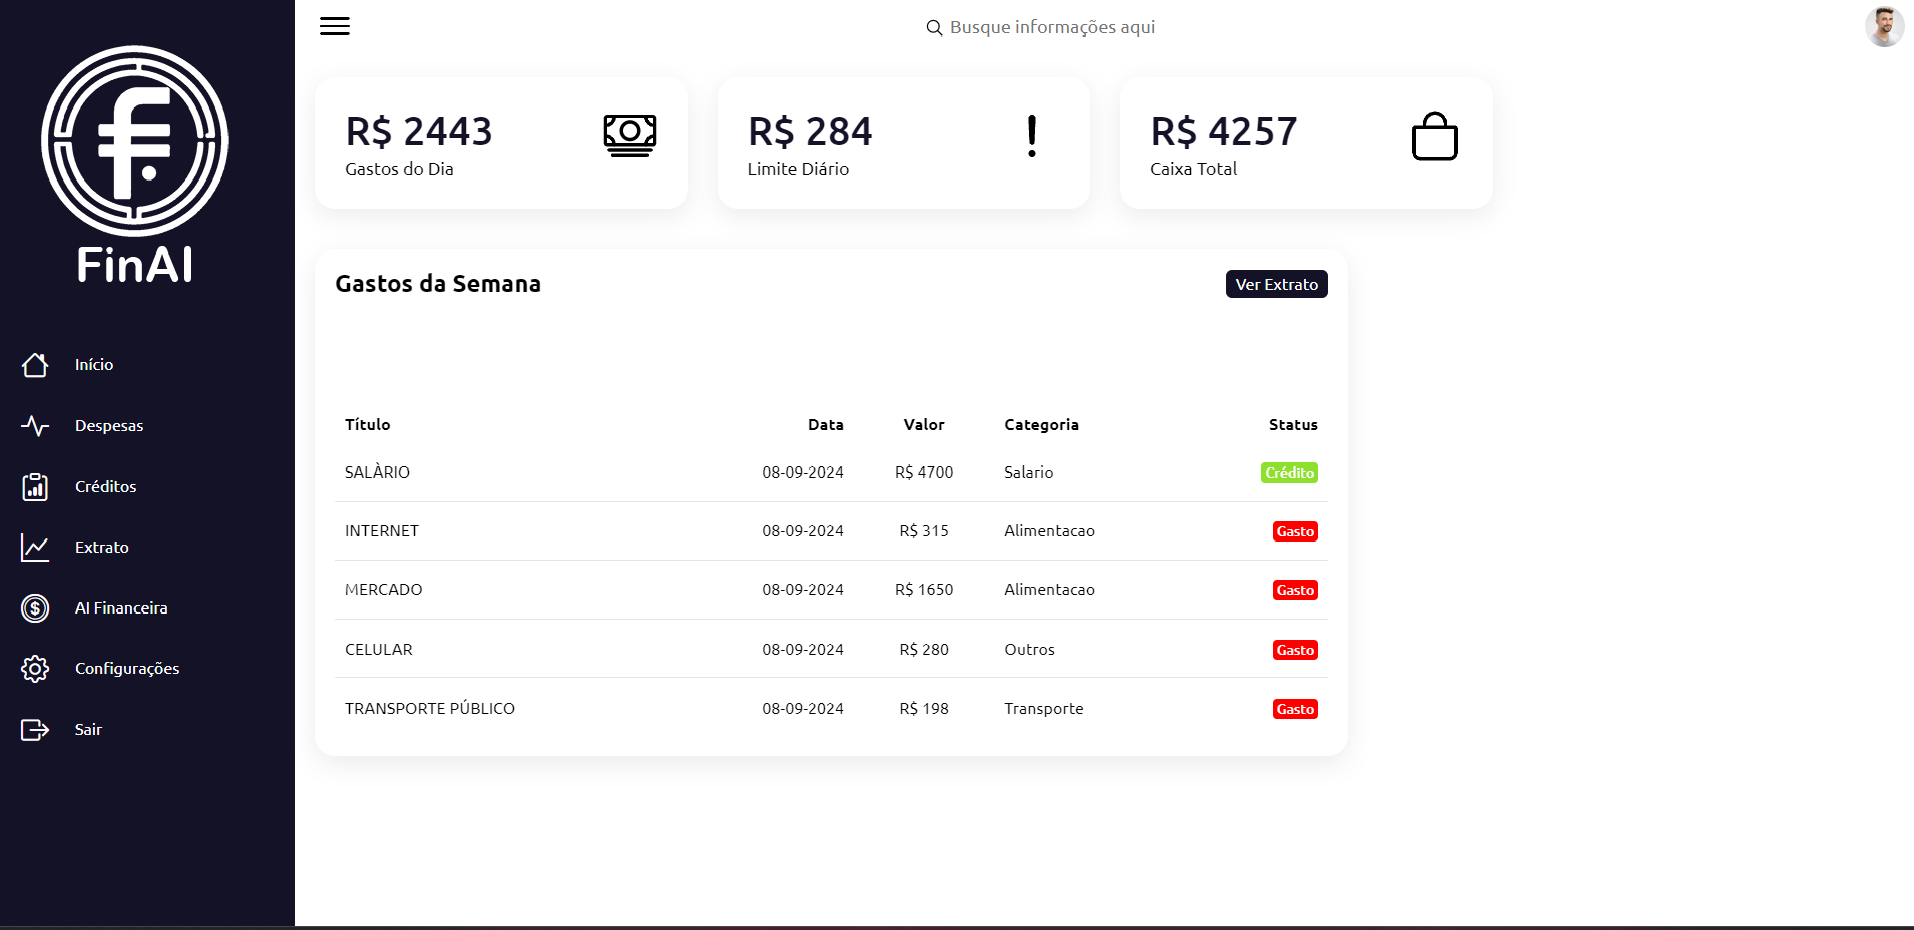 FinAI
Início
Despesas
Créditos
Extrato
AI Financeira
Configurações
Sair
Busque informações aqui
R$ 2443
Gastos do Dia
R$ 284
Limite Diário
R$ 4257
Caixa Total
Gastos da Semana
Ver Extrato
Título Data Valor Categoria Status
SALÀRIO 08-09-2024 R$ 4700 Salario Crédito
INTERNET 08-09-2024 R$ 315 Alimentacao Gasto
MERCADO 08-09-2024 R$ 1650 Alimentacao Gasto
CELULAR 08-09-2024 R$ 280 Outros Gasto
TRANSPORTE PÚBLICO 08-09-2024 R$ 198 Transporte Gasto